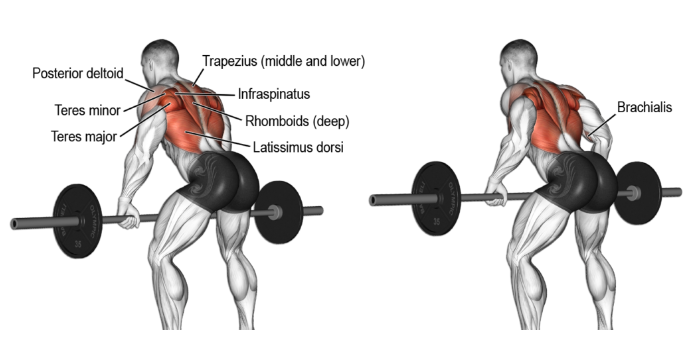 Trapezius (middle and lower)
Posterior deltoid
Infraspinatus
Teres minor
Rhomboids (deep)
Brachialis
Teres major
Latissimus dorsi